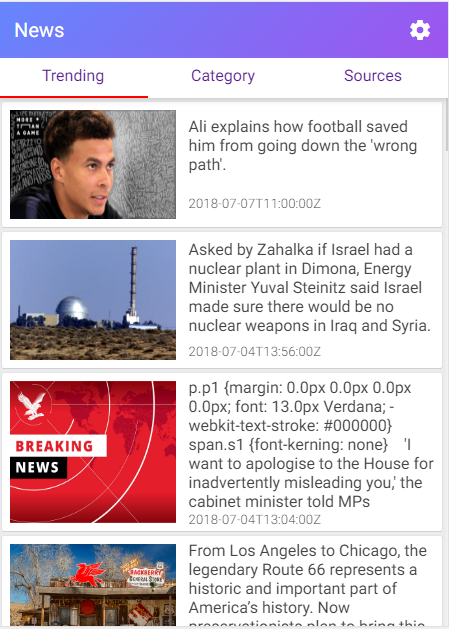 News
Trending
Category
Sources
MORE
A GAME
Ali explains how football saved
him from going down the 'wrong
path'.
2018-07-07T11:00:00Z
Asked by Zahalka if Israel had a
nuclear plant in Dimona, Energy
Minister Yuval Steinitz said Israel
made sure there would be no
nuclear weapons in Iraq and Syria.
2018-07-04T13:56:00Z
BREAKING
NEWS
p.p1 {margin: 0.0px 0.0px 0.0px
0.0px; font: 13.0px Verdana; -
webkit-text-stroke: #000000}
span.s1 {font-kerning: none} 'I
want to apologise to the House for
inadvertently misleading you,' the
cabinet minister told MPs
2018-07-04T13:04:00Z
HACKBERRY
GENERAL STORE
From Los Angeles to Chicago, the
legendary Route 66 represents a
historic and important part of
America's history. Now
preservationists plan to bring this